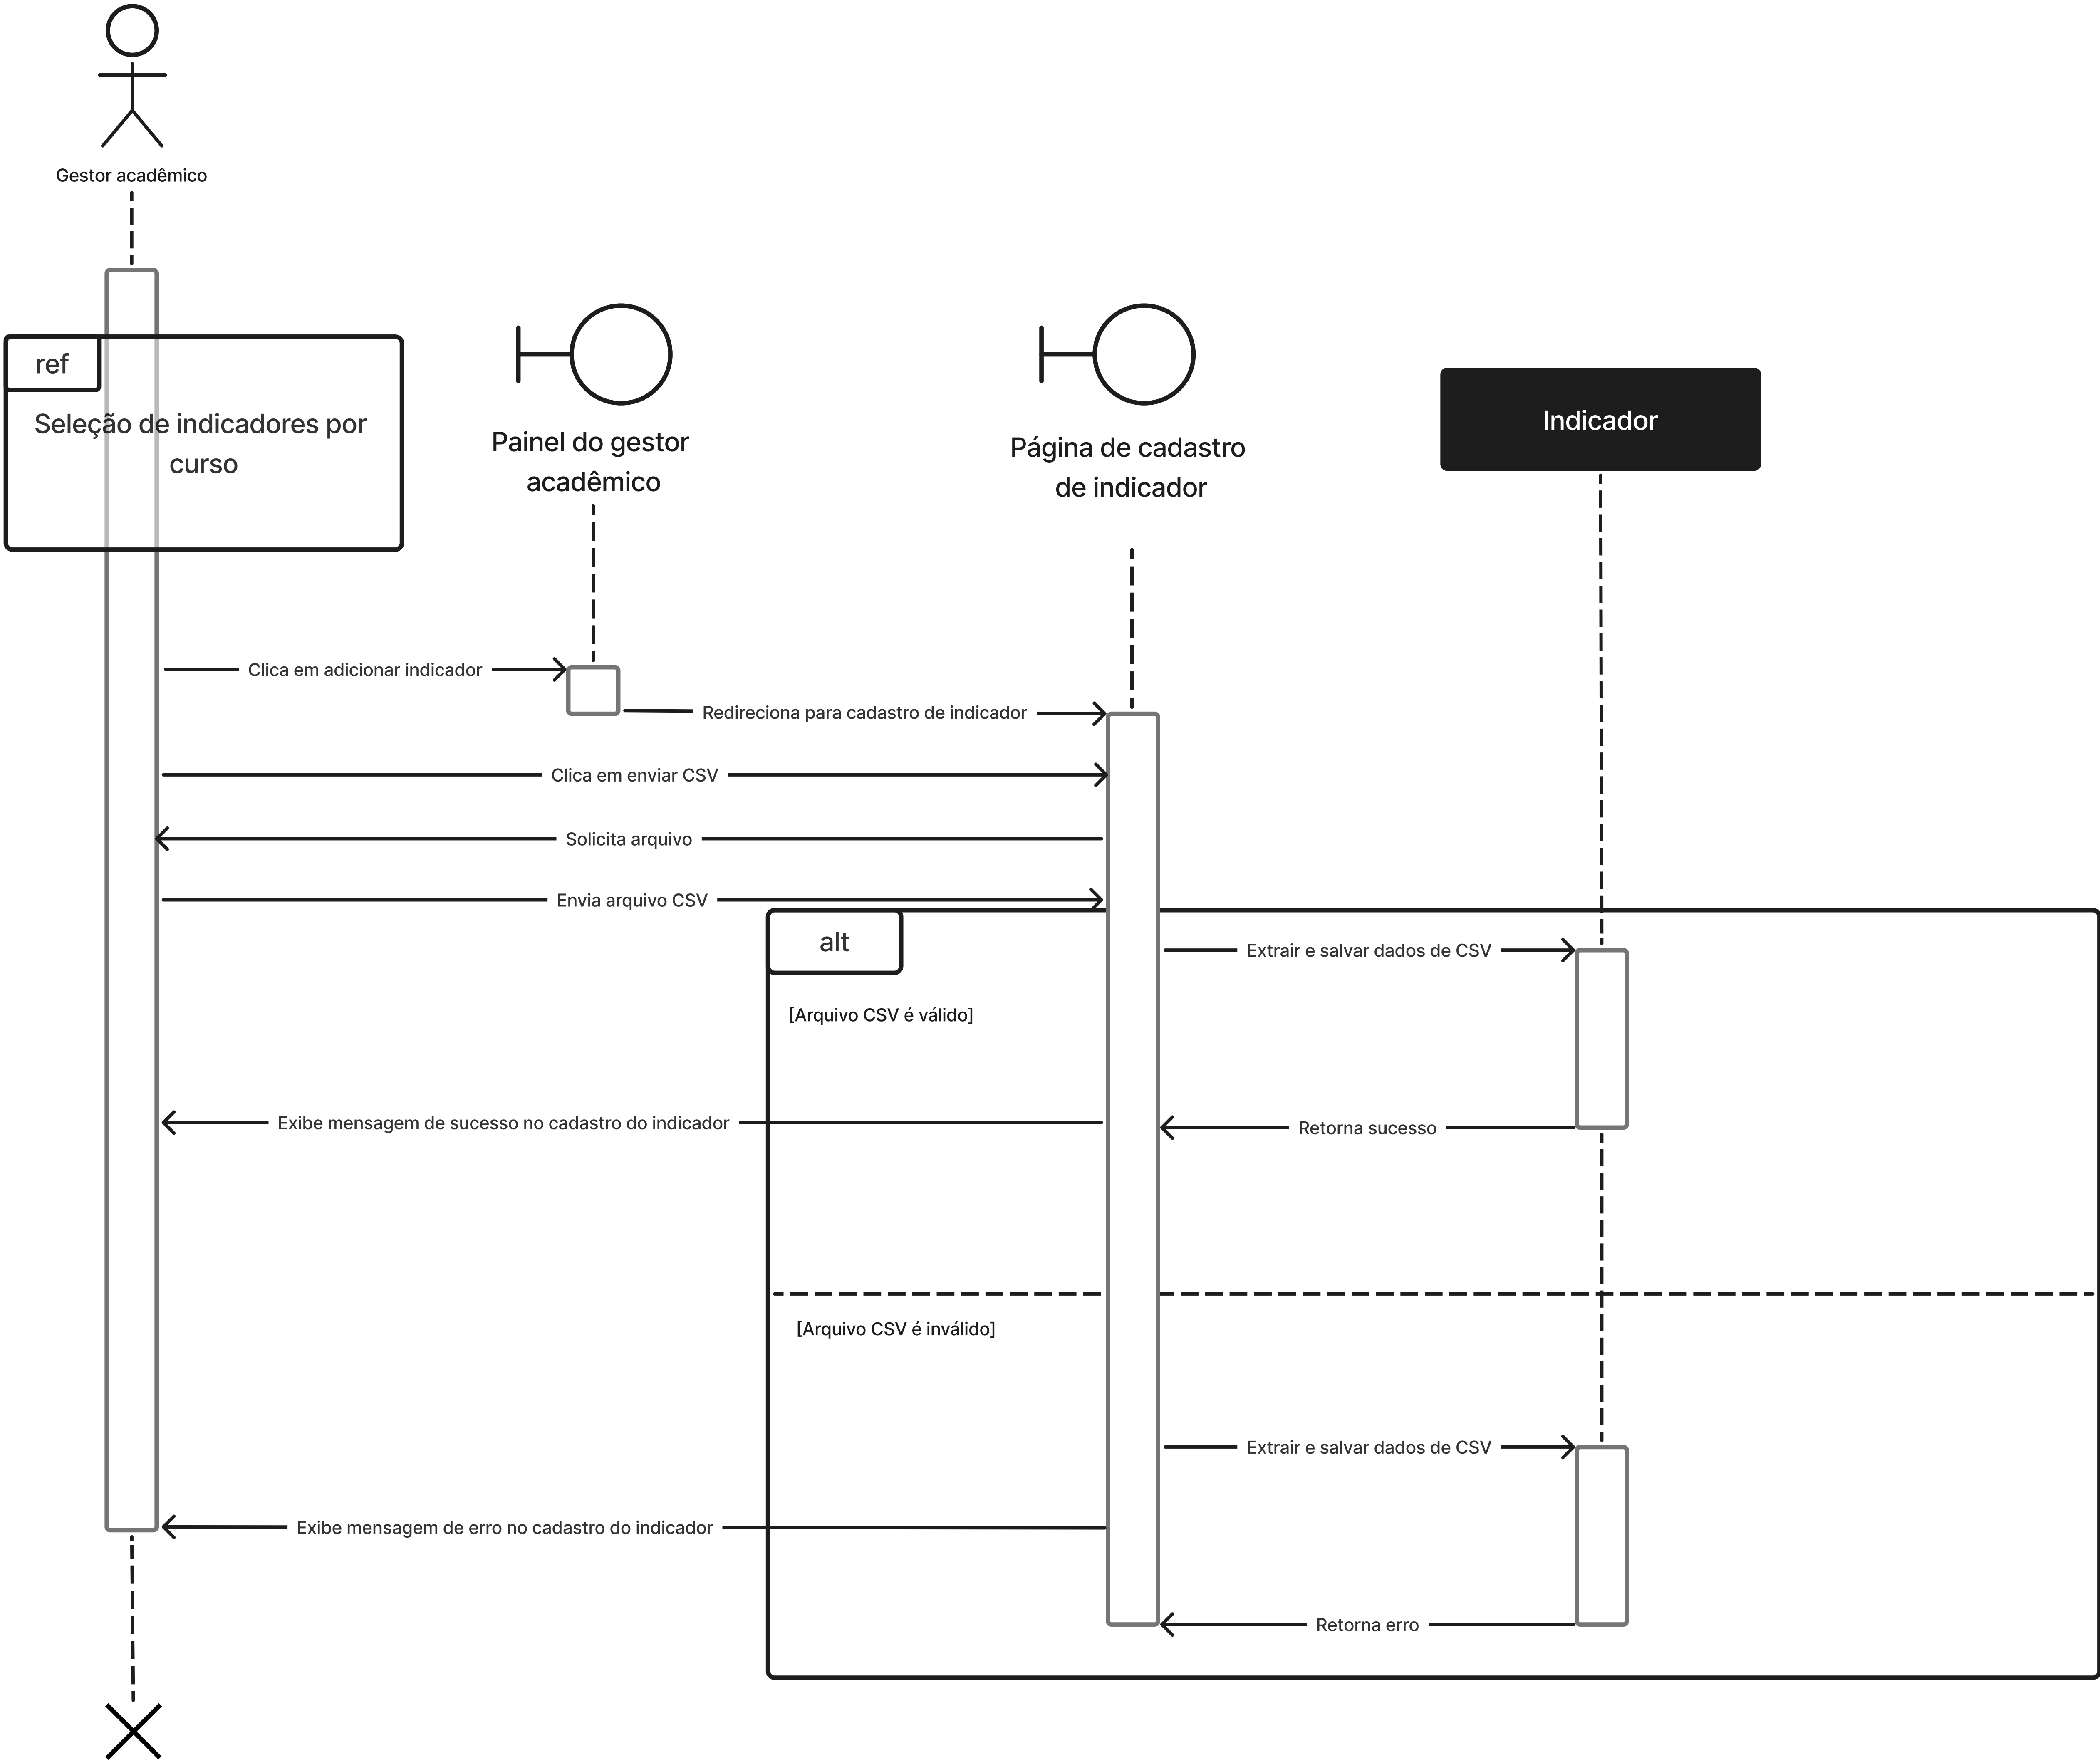 Gestor acadêmico
ref
Seleção de indicadores por
curso
Painel do gestor
acadêmico
Página de cadastro
de indicador
Indicador
Clica em adicionar indicador
Redireciona para cadastro de indicador
Clica em enviar CSV
Solicita arquivo
Envia arquivo CSV
alt
Extrair e salvar dados de CSV
[Arquivo CSV é válido]
Exibe mensagem de sucesso no cadastro do indicador
Retorna sucesso
[Arquivo CSV é inválido]
Extrair e salvar dados de CSV
Exibe mensagem de erro no cadastro do indicador
Retorna erro